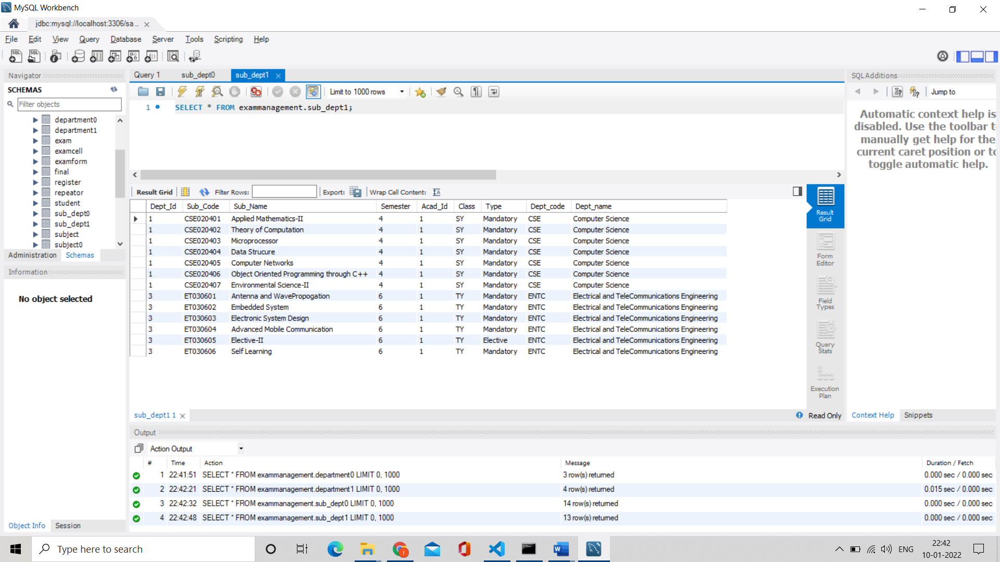 MySQL Workbench
jdbc:mysql://localhost:3306/sa...
File Edit View Query Database Server Tools Scripting Help
Navigator
SCHEMAS
Filter objects
department0
department1
exam
examcell
examform
final
register
repeator
student
sub_dept0
sub_dept1
subject
subject0
Administration Schemas
Information
No object selected
Object Info Session
Query 1 sub_dept0 sub_dept1
Limit to 1000 rows
1 SELECT * FROM exammanagement.sub_dept1;
Result Grid Filter Rows: Export: Wrap Cell Content:
Dept_Id Sub_Code Sub_Name Semester Acad_Id Class Type Dept_code Dept_name
1 CSE020401 Applied Mathematics-II 4 1 SY Mandatory CSE Computer Science
1 CSE020402 Theory of Computation 4 1 SY Mandatory CSE Computer Science
1 CSE020403 Microprocessor 4 1 SY Mandatory CSE Computer Science
1 CSE020404 Data Strucure 4 1 SY Mandatory CSE Computer Science
1 CSE020405 Computer Networks 4 1 SY Mandatory CSE Computer Science
1 CSE020406 Object Oriented Programming through C++ 4 1 SY Mandatory CSE Computer Science
1 CSE020407 Environmental Science-II 4 1 SY Mandatory CSE Computer Science
3 ET030601 Antenna and WavePropogation 6 1 TY Mandatory ENTC Electrical and TeleCommunications Engineering
3 ET030602 Embedded System 6 1 TY Mandatory ENTC Electrical and TeleCommunications Engineering
3 ET030603 Electronic System Design 6 1 TY Mandatory ENTC Electrical and TeleCommunications Engineering
3 ET030604 Advanced Mobile Communication 6 1 TY Mandatory ENTC Electrical and TeleCommunications Engineering
3 ET030605 Elective-II 6 1 TY Elective ENTC Electrical and TeleCommunications Engineering
3 ET030606 Self Learning 6 1 TY Mandatory ENTC Electrical and TeleCommunications Engineering
Result
Grid
Form
Editor
Field
Types
Query
Stats
Execution
Plan
sub_dept1 1
Read Only
SQLAdditions
Jump to
Automatic context help is
disabled. Use the toolbar t
manually get help for the
current caret position or to
toggle automatic help.
Context Help Snippets
Output
Action Output
# Time Action Message Duration / Fetch
1 22:41:51 SELECT * FROM exammanagement.department0 LIMIT 0, 1000 3 row(s) returned 0.000 sec / 0.000 sec
2 22:42:21 SELECT * FROM exammanagement.department1 LIMIT 0, 1000 4 row(s) returned 0.015 sec / 0.000 sec
3 22:42:32 SELECT * FROM exammanagement.sub_dept0 LIMIT 0, 1000 14 row(s) returned 0.000 sec / 0.000 sec
4 22:42:48 SELECT * FROM exammanagement.sub_dept1 LIMIT 0, 1000 13 row(s) returned 0.000 sec / 0.000 sec
Type here to search
ENG
22:42
10-01-2022